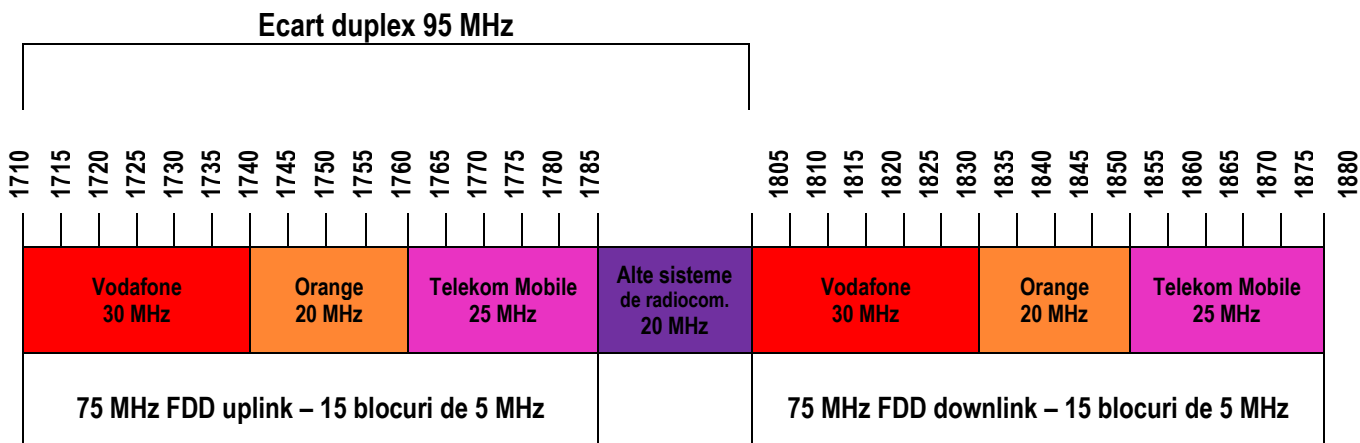 Ecart duplex 95 MHz
1710
1715
1720
1725
1730
1735
1740
1745
1750
1755
1760
1765
1770
1775
1780
1785
1805
1810
1815
1820
1825
1830
1835
1840
1845
1850
1855
1860
1865
1870
1875
1880
Vodafone
30 MHz
Orange
20 MHz
Telekom Mobile
25 MHz
Alte sisteme
de radiocom.
20 MHz
Vodafone
30 MHz
Orange
20 MHz
Telekom Mobile
25 MHz
75 MHz FDD uplink – 15 blocuri de 5 MHz
75 MHz FDD downlink – 15 blocuri de 5 MHz